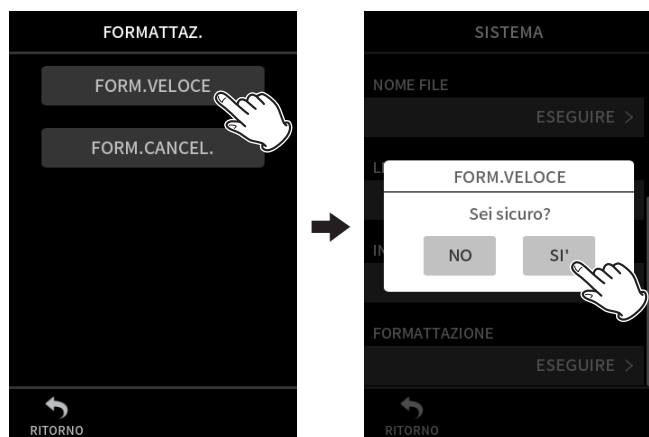 FORMATTAZ.
FORM.VELOCE
FORM.CANCEL.
RITORNO
SISTEMA
NOME FILE
ESEGUIRE >
FORM.VELOCE
Sei sicuro?
NO
SI'
FORMATTAZIONE
ESEGUIRE >
RITORNO